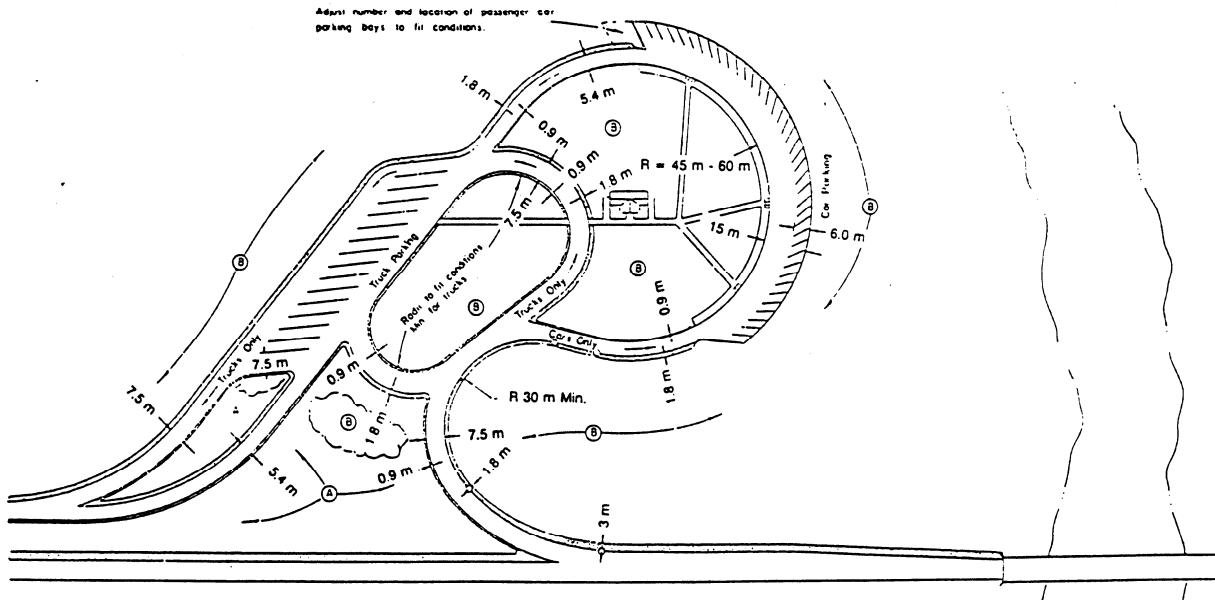 Adjust number and location of passenger car
parking bays to fit conditions.
1.8 m
5.4 m
0.9 m
B
0.9 m
1.8 m
R = 45 m - 60 m
Car Parking
B
7.5 m
15 m
6.0 m
B
Truck Parking
Radii to fit conditions
Min for trucks
B
B
Trucks Only
0.9 m
Cars Only
Trucks Only
7.5 m
0.9 m
1.8 m
7.5 m
R 30 m Min.
B
1.8 m
7.5 m
B
5.4 m
0.9 m
1.8 m
A
3 m